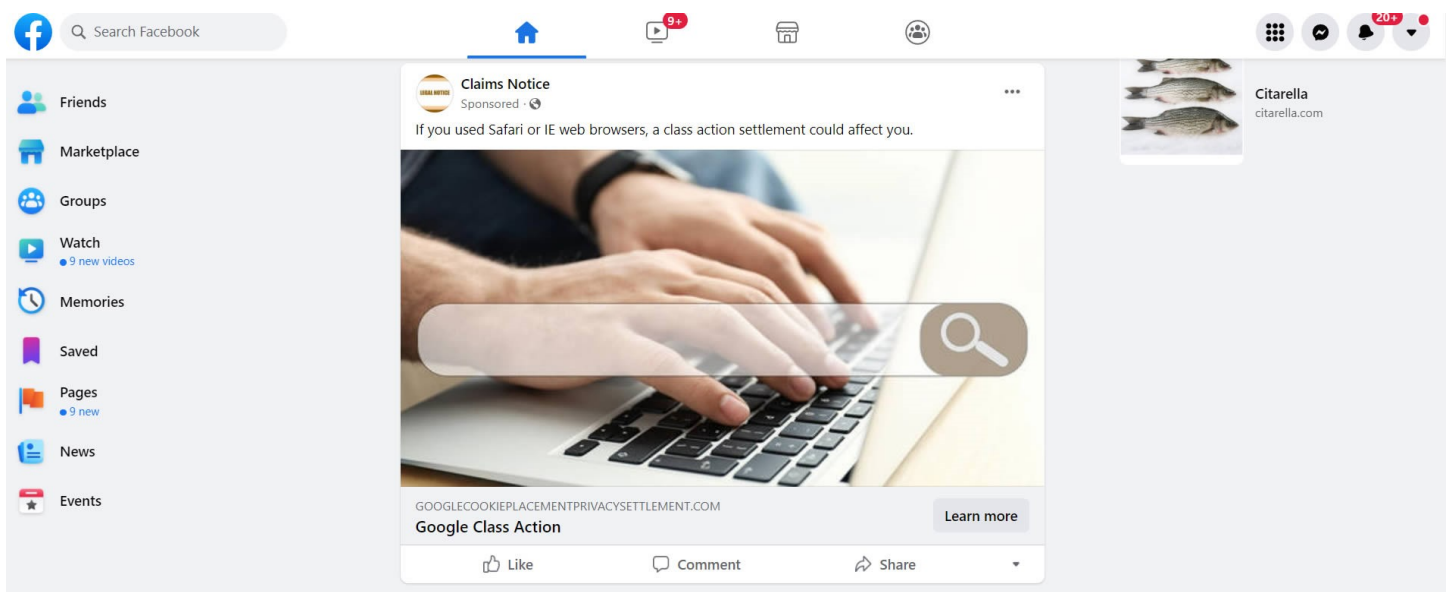 Search Facebook
9+
20+
Friends
Marketplace
Groups
Watch
9 new videos
Memories
Saved
Pages
9 new
News
Events
LEGAL NOTICE
Claims Notice
Sponsored ·
If you used Safari or IE web browsers, a class action settlement could affect you.
GOOGLECOOKIEPLACEMENTPRIVACYSETTLEMENT.COM
Google Class Action
Learn more
Like
Comment
Share
Citarella
citarella.com